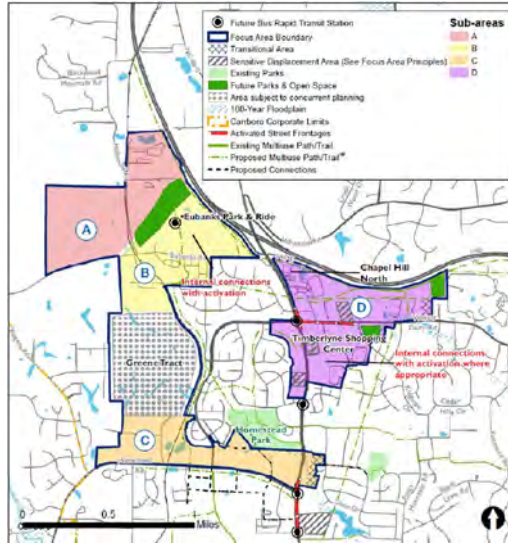 Future Bus Rapid Transit Station
Focus Area Boundary
Transitional Area
Sensitive Displacement Area (See Focus Area Principles)
Existing Parks
Future Parks & Open Space
Area subject to concurrent planning
100-Year Floodplain
Carrboro Corporate Limits
Activated Street Frontages
Existing Multiuse Path/Trail
Proposed Multiuse Path/Trail*
Proposed Connections
Sub-areas
A
B
C
D
A
Eubanks Park & Ride
Eubanks Rd
B
Internal connections
with activation
Chapel Hill
North
D
Greene Tract
Timberlyne Shopping
Center
Internal connections
with activation where
appropriate
Homestead
Park
C
0 0.5 1
Miles